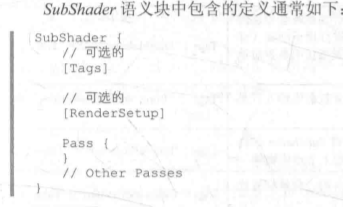 SubShader 语义块中包含的定义通常如下：
SubShader {
// 可选的
[Tags]
// 可选的
[RenderSetup]
Pass {
}
// Other Passes
}